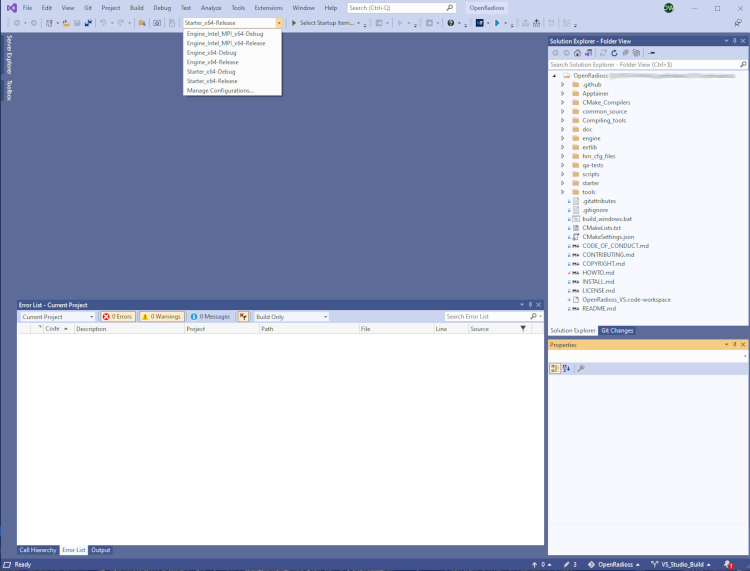 File Edit View Git Project Build Debug Test Analyze Tools Extensions Window Help Search (Ctrl+Q) OpenRadioss
Starter_x64-Release Select Startup Item...
Engine_Intel_MPI_x64-Debug
Engine_Intel_MPI_x64-Release
Engine_x64-Debug
Engine_x64-Release
Starter_x64-Debug
Starter_x64-Release
Manage Configurations...
Server Explorer
Toolbox
Solution Explorer - Folder View
Search Solution Explorer - Folder View (Ctrl+$)
OpenRadioss
.github
Apptainer
CMake_Compilers
common_source
Compiling_tools
doc
engine
extlib
hm_cfg_files
qa-tests
scripts
starter
tools
.gitattributes
.gitignore
build_windows.bat
CMakeLists.txt
CMakeSettings.json
CODE_OF_CONDUCT.md
CONTRIBUTING.md
COPYRIGHT.md
HOWTO.md
INSTALL.md
LICENSE.md
OpenRadioss_VS.code-workspace
README.md
Solution Explorer Git Changes
Properties
Error List - Current Project
Current Project 0 Errors 0 Warnings 0 Messages Build Only Search Error List
Code Description Project Path File Line Source
Call Hierarchy Error List Output
Ready 0 3 OpenRadioss VS_Studio_Build 1